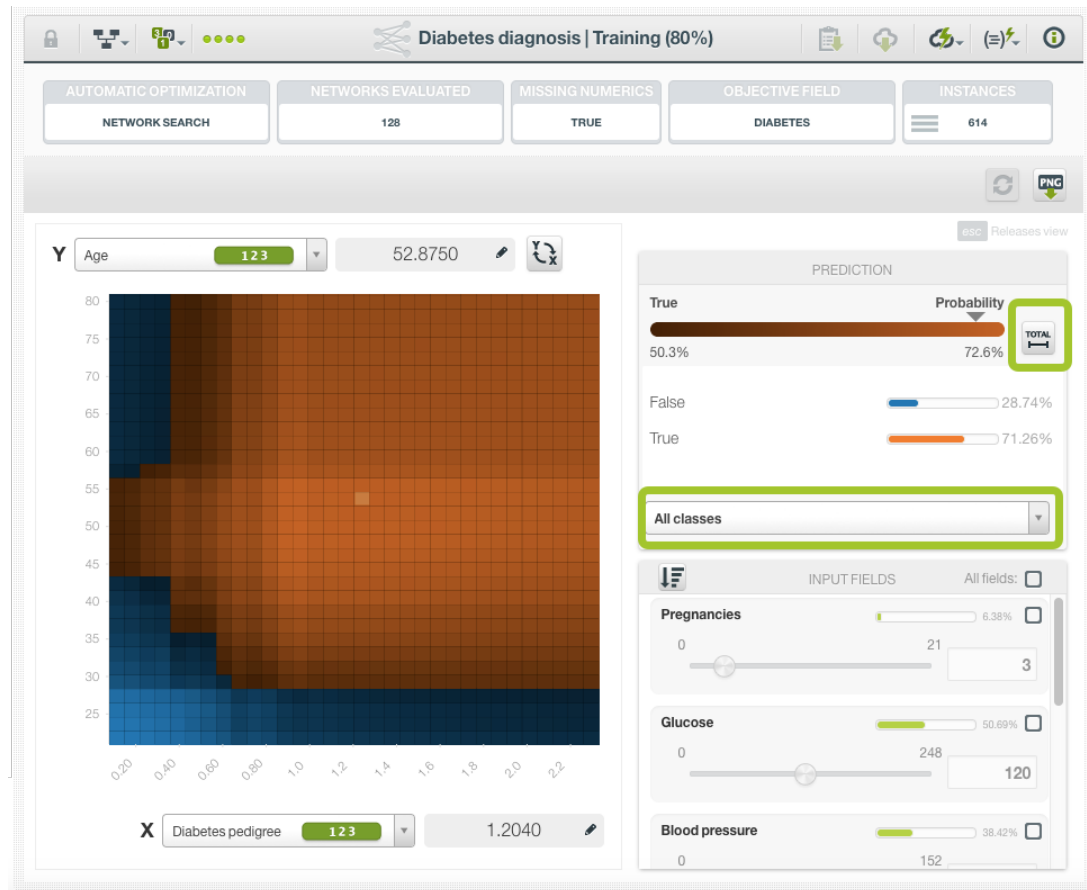 Diabetes diagnosis | Training (80%)
AUTOMATIC OPTIMIZATION NETWORKS EVALUATED MISSING NUMERICS OBJECTIVE FIELD INSTANCES
NETWORK SEARCH 128 TRUE DIABETES 614
PNG
esc Releases view
Y Age 123 52.8750 Y X
80
75
70
65
60
55
50
45
40
35
30
25
0.20 0.40 0.60 0.80 1.0 1.2 1.4 1.6 1.8 2.0 2.2
X Diabetes pedigree 123 1.2040
PREDICTION
True Probability
TOTAL
50.3% 72.6%
False 28.74%
True 71.26%
All classes
INPUT FIELDS All fields:
Pregnancies 6.38%
0 21
3
Glucose 50.69%
0 248
120
Blood pressure 38.42%
0 152